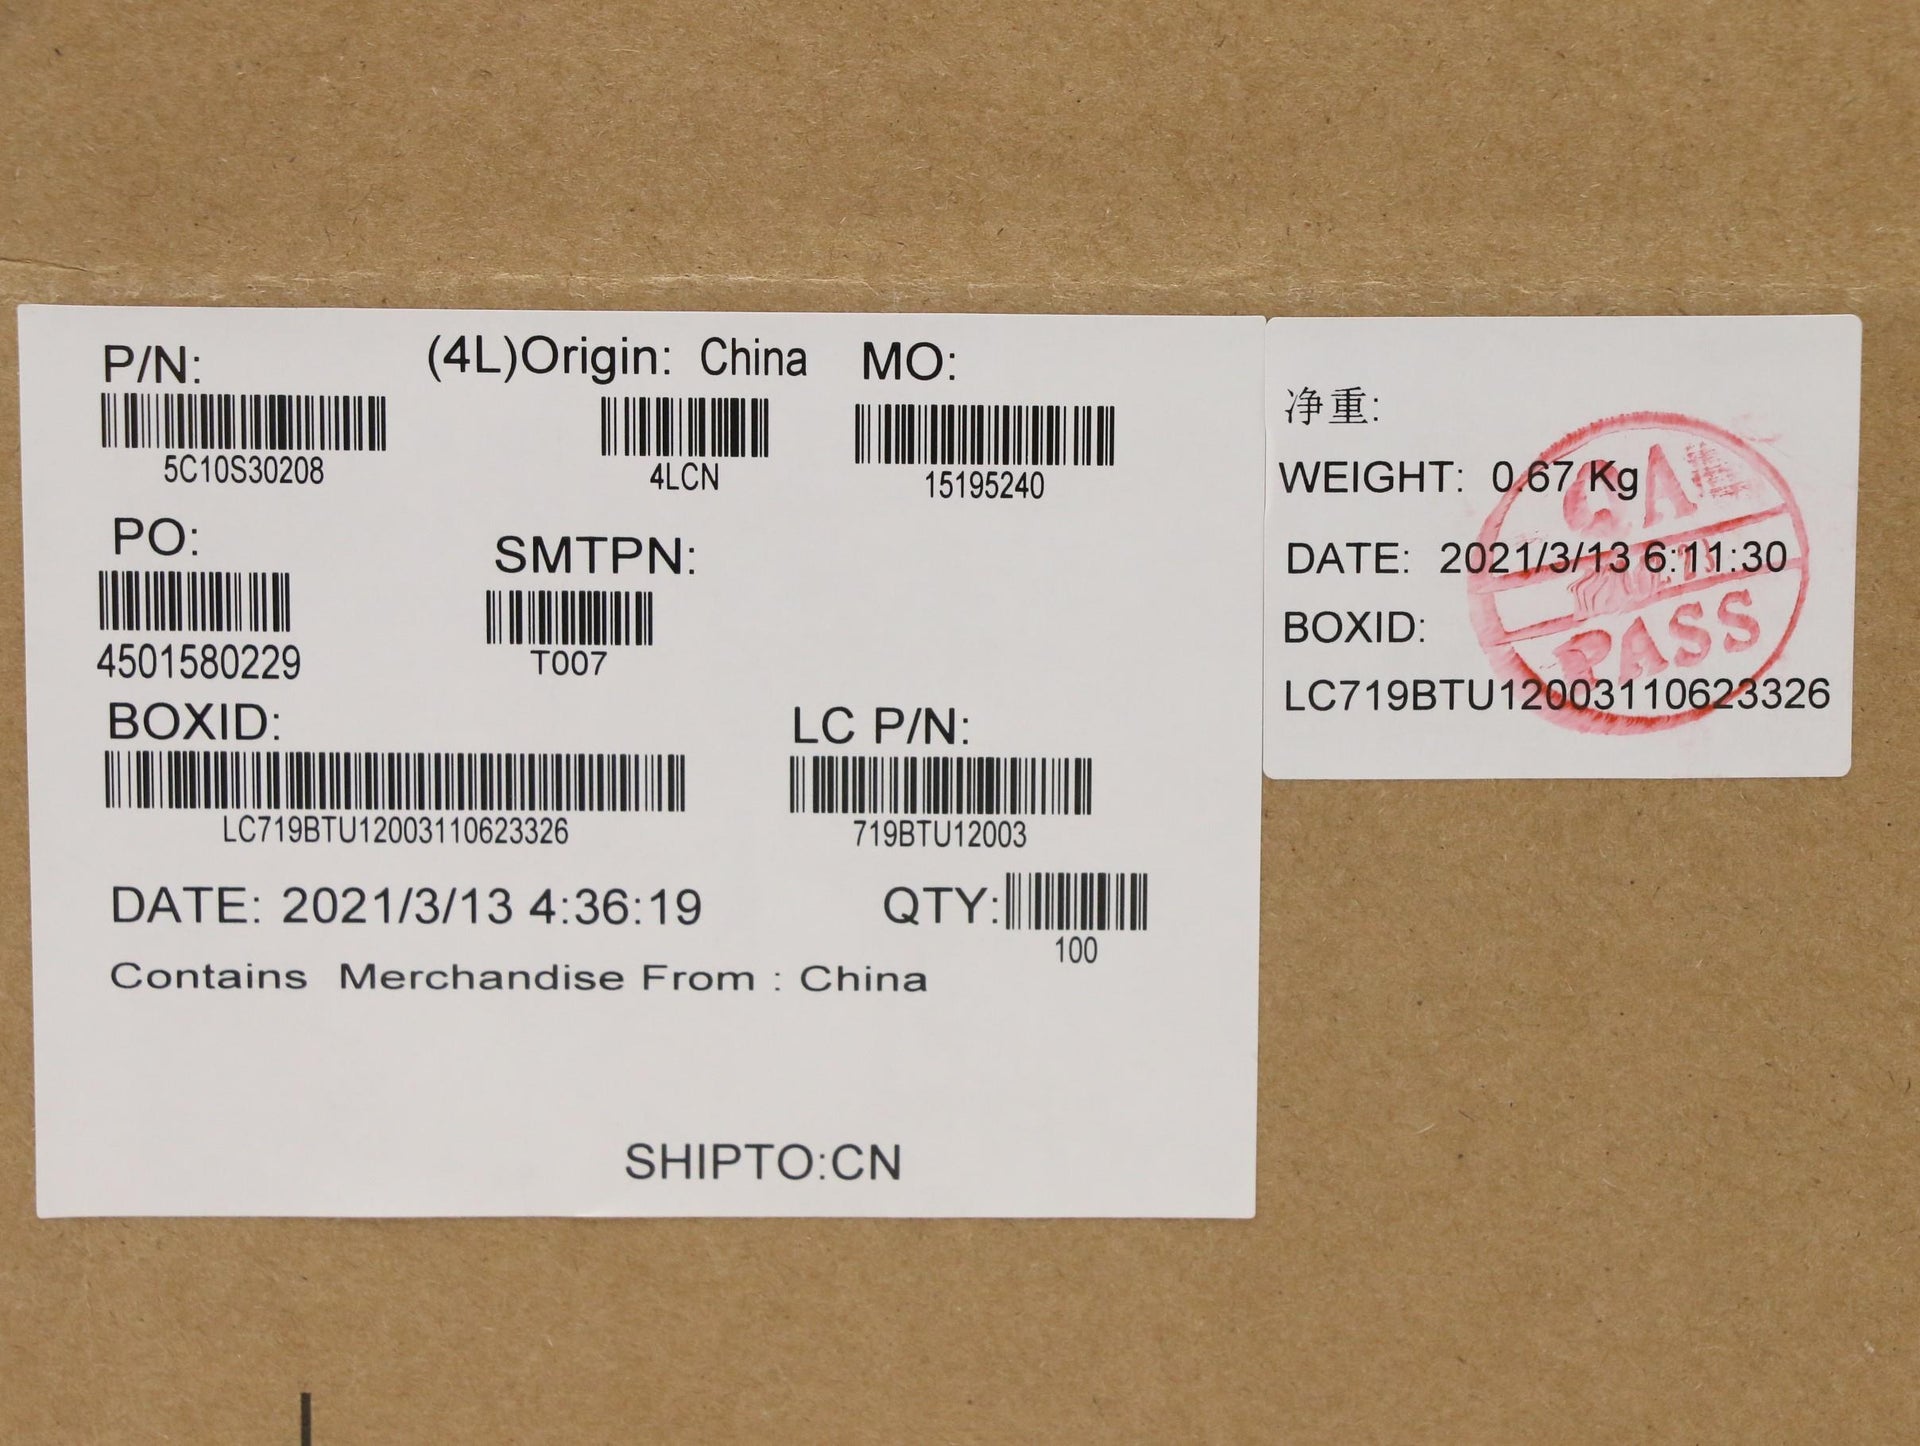 P/N: (4L)Origin: China MO:
5C10S30208 4LCN 15195240
PO: SMTPN:
4501580229 T007
BOXID: LC P/N:
LC719BTU12003110623326 719BTU12003
DATE: 2021/3/13 4:36:19 QTY:
100
Contains Merchandise From : China
SHIPTO:CN
净重:
WEIGHT: 0.67 Kg
DATE: 2021/3/13 6:11:30
BOXID:
LC719BTU12003110623326
QA
PASS